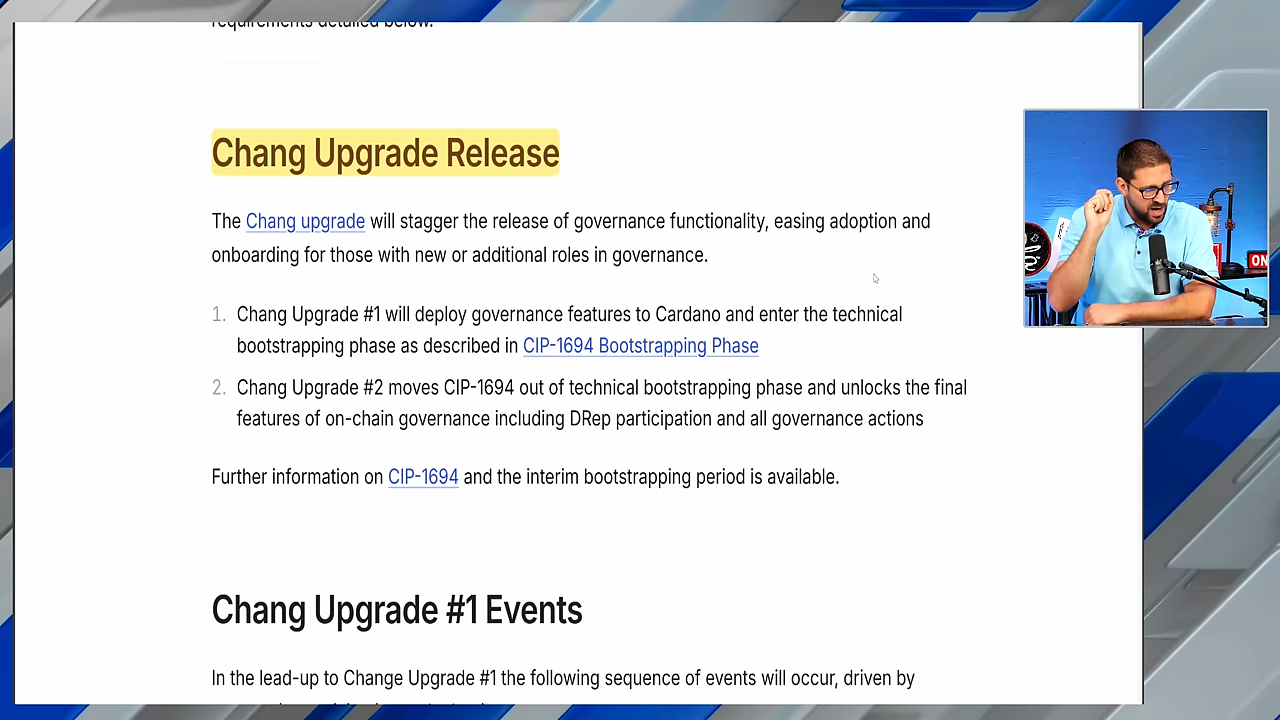 requirements detailed below.
Chang Upgrade Release
The Chang upgrade will stagger the release of governance functionality, easing adoption and
onboarding for those with new or additional roles in governance.
1. Chang Upgrade #1 will deploy governance features to Cardano and enter the technical
bootstrapping phase as described in CIP-1694 Bootstrapping Phase
2. Chang Upgrade #2 moves CIP-1694 out of technical bootstrapping phase and unlocks the final
features of on-chain governance including DRep participation and all governance actions
Further information on CIP-1694 and the interim bootstrapping period is available.
Chang Upgrade #1 Events
In the lead-up to Change Upgrade #1 the following sequence of events will occur, driven by
ON